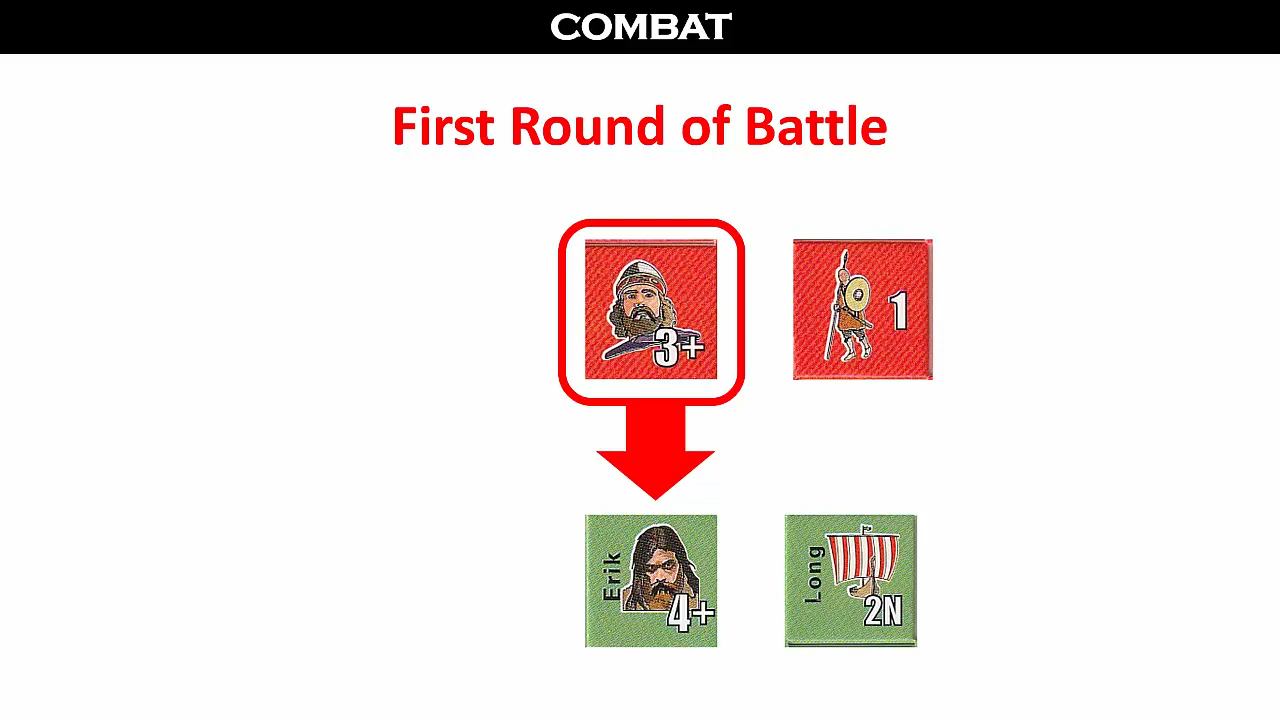 COMBAT
First Round of Battle
3+
1
Erik
4+
Long
2N